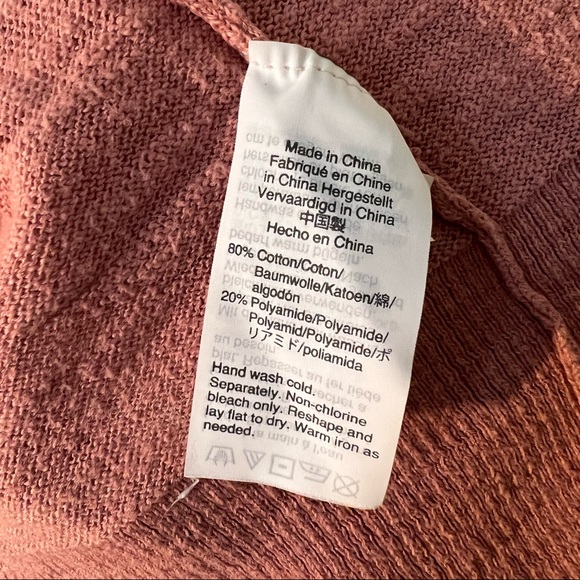 Made in China
Fabriqué en Chine
in China Hergestellt
Vervaardigd in China
中国製
Hecho en China
80% Cotton/Coton/
Baumwolle/Katoen/綿/
algodón
20% Polyamide/Polyamide/
Polyamid/Polyamide/ポ
リアミド/poliamida
Hand wash cold.
Separately. Non-chlorine
bleach only. Reshape and
lay flat to dry. Warm iron as
needed.